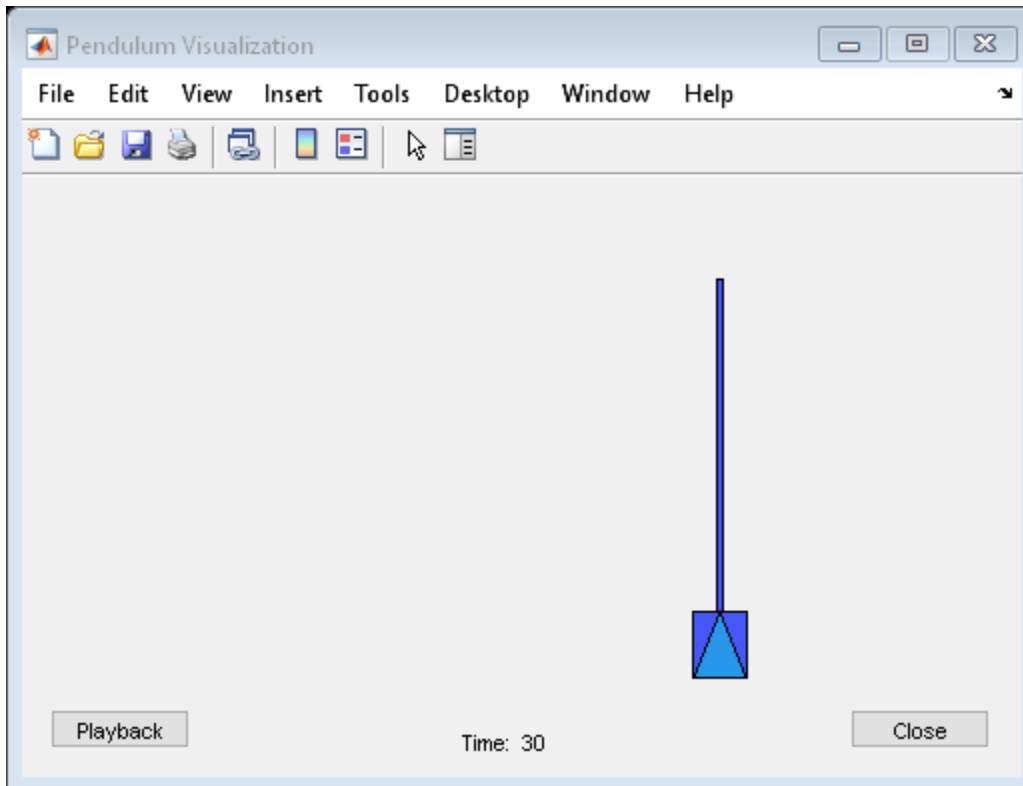 Pendulum Visualization
File Edit View Insert Tools Desktop Window Help
Playback
Time: 30
Close